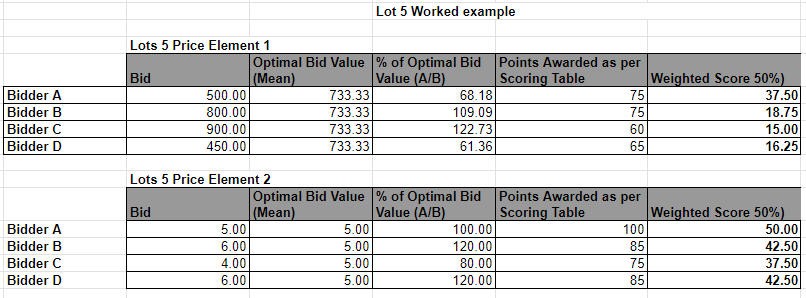 Lot 5 Worked example
Lots 5 Price Element 1
Bid Optimal Bid Value (Mean) % of Optimal Bid Value (A/B) Points Awarded as per Scoring Table Weighted Score 50%)
Bidder A 500.00 733.33 68.18 75 37.50
Bidder B 800.00 733.33 109.09 75 18.75
Bidder C 900.00 733.33 122.73 60 15.00
Bidder D 450.00 733.33 61.36 65 16.25
Lots 5 Price Element 2
Bid Optimal Bid Value (Mean) % of Optimal Bid Value (A/B) Points Awarded as per Scoring Table Weighted Score 50%)
Bidder A 5.00 5.00 100.00 100 50.00
Bidder B 6.00 5.00 120.00 85 42.50
Bidder C 4.00 5.00 80.00 75 37.50
Bidder D 6.00 5.00 120.00 85 42.50